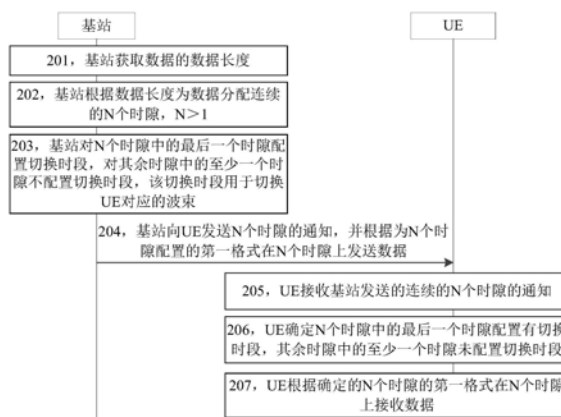 基站
UE
201，基站获取数据的数据长度
202，基站根据数据长度为数据分配连续
的N个时隙，N＞1
203，基站对N个时隙中的最后一个时隙配
置切换时段，对其余时隙中的至少一个时
隙不配置切换时段，该切换时段用于切换
UE对应的波束
204，基站向UE发送N个时隙的通知，并根据为N个时
隙配置的第一格式在N个时隙上发送数据
205，UE接收基站发送的连续的N个时隙的通知
206，UE确定N个时隙中的最后一个时隙配置有切换
时段，其余时隙中的至少一个时隙未配置切换时段
207，UE根据确定的N个时隙的第一格式在N个时隙
上接收数据